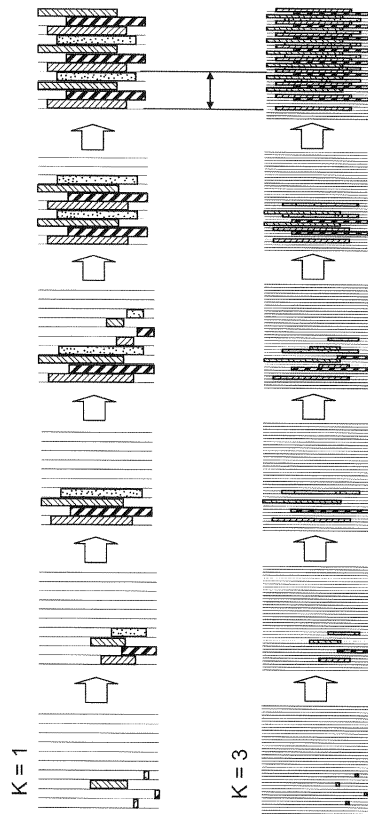 K = 1
K = 3